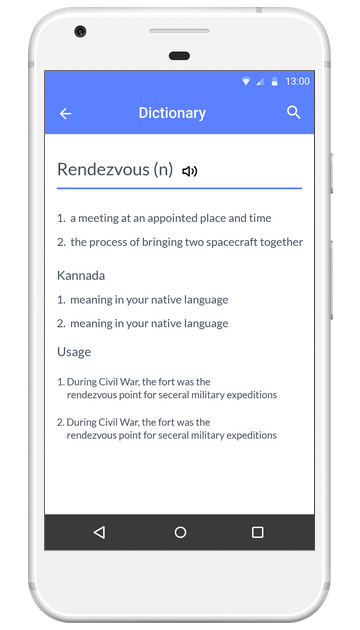 13:00
Dictionary
Rendezvous (n)
1. a meeting at an appointed place and time
2. the process of bringing two spacecraft together
Kannada
1. meaning in your native language
2. meaning in your native language
Usage
1. During Civil War, the fort was the
rendezvous point for seceral military expeditions
2. During Civil War, the fort was the
rendezvous point for seceral military expeditions